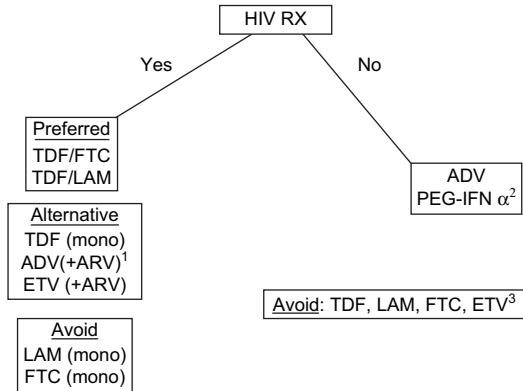 HIV RX
Yes
No
Preferred
TDF/FTC
TDF/LAM
Alternative
TDF (mono)
ADV(+ARV)¹
ETV (+ARV)
Avoid
LAM (mono)
FTC (mono)
ADV
PEG-IFN α²
Avoid: TDF, LAM, FTC, ETV³